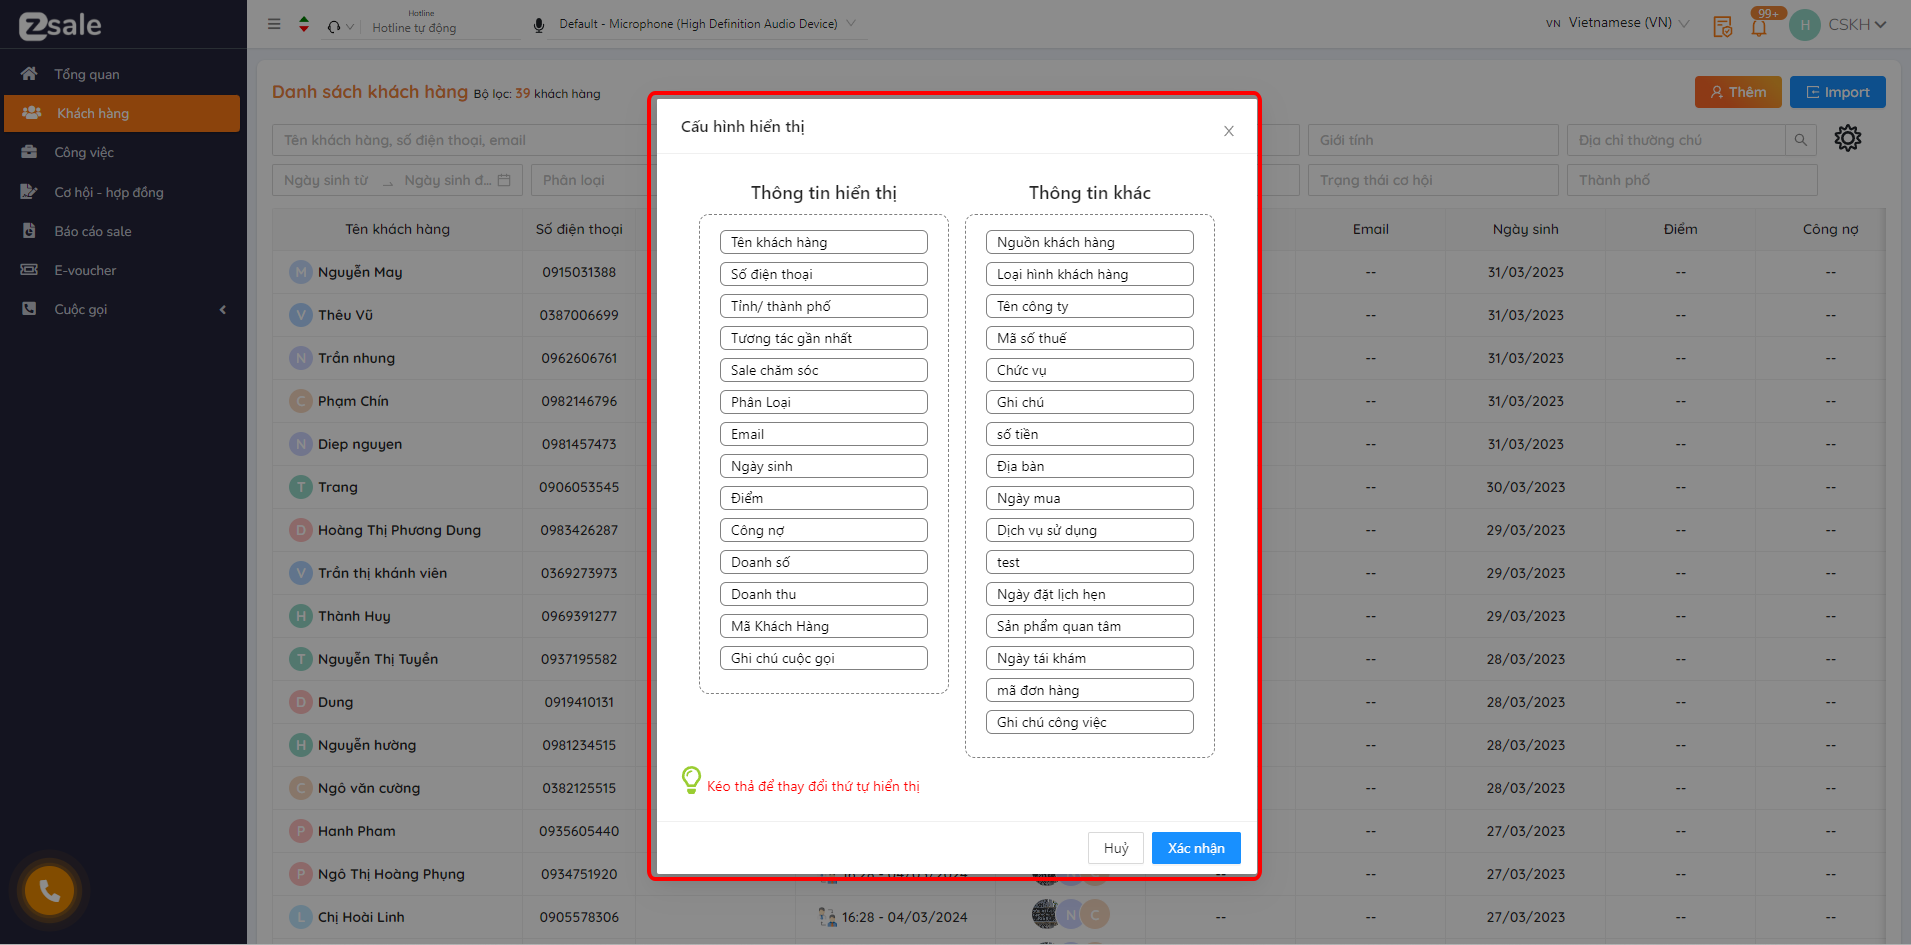 zsale
Hotline
Hotline tự động
Default - Microphone (High Definition Audio Device)
VN Vietnamese (VN)
99+
H
CSKH
Tổng quan
Khách hàng
Công việc
Cơ hội - hợp đồng
Báo cáo sale
E-voucher
Cuộc gọi
Danh sách khách hàng Bộ lọc: 39 khách hàng
Thêm
Import
Tên khách hàng, số điện thoại, email
Giới tính
Địa chỉ thường chú
Ngày sinh từ → Ngày sinh đ...
Phân loại
Trạng thái cơ hội
Thành phố
Tên khách hàng Số điện thoại Email Ngày sinh Điểm Công nợ
M Nguyễn May 0915031388 -- 31/03/2023 -- --
V Thêu Vũ 0387006699 -- 31/03/2023 -- --
N Trần nhung 0962606761 -- 31/03/2023 -- --
C Phạm Chín 0982146796 -- 31/03/2023 -- --
N Diep nguyen 0981457473 -- 31/03/2023 -- --
T Trang 0906053545 -- 30/03/2023 -- --
D Hoàng Thị Phương Dung 0983426287 -- 29/03/2023 -- --
V Trần thị khánh viên 0369273973 -- 29/03/2023 -- --
H Thành Huy 0969391277 -- 29/03/2023 -- --
T Nguyễn Thị Tuyển 0937195582 -- 28/03/2023 -- --
D Dung 0919410131 -- 28/03/2023 -- --
H Nguyễn hường 0981234515 -- 28/03/2023 -- --
C Ngô văn cường 0382125515 -- 28/03/2023 -- --
P Hanh Pham 0935605440 -- 27/03/2023 -- --
P Ngô Thị Hoàng Phụng 0934751920 16:28 - 04/03/2024 -- 27/03/2023 -- --
L Chị Hoài Linh 0905578306 16:28 - 04/03/2024 N C -- -- 27/03/2023 -- --
Cấu hình hiển thị
Thông tin hiển thị
Tên khách hàng
Số điện thoại
Tỉnh/ thành phố
Tương tác gần nhất
Sale chăm sóc
Phân Loại
Email
Ngày sinh
Điểm
Công nợ
Doanh số
Doanh thu
Mã Khách Hàng
Ghi chú cuộc gọi
Thông tin khác
Nguồn khách hàng
Loại hình khách hàng
Tên công ty
Mã số thuế
Chức vụ
Ghi chú
số tiền
Địa bàn
Ngày mua
Dịch vụ sử dụng
test
Ngày đặt lịch hẹn
Sản phẩm quan tâm
Ngày tái khám
mã đơn hàng
Ghi chú công việc
Kéo thả để thay đổi thứ tự hiển thị
Huỷ
Xác nhận